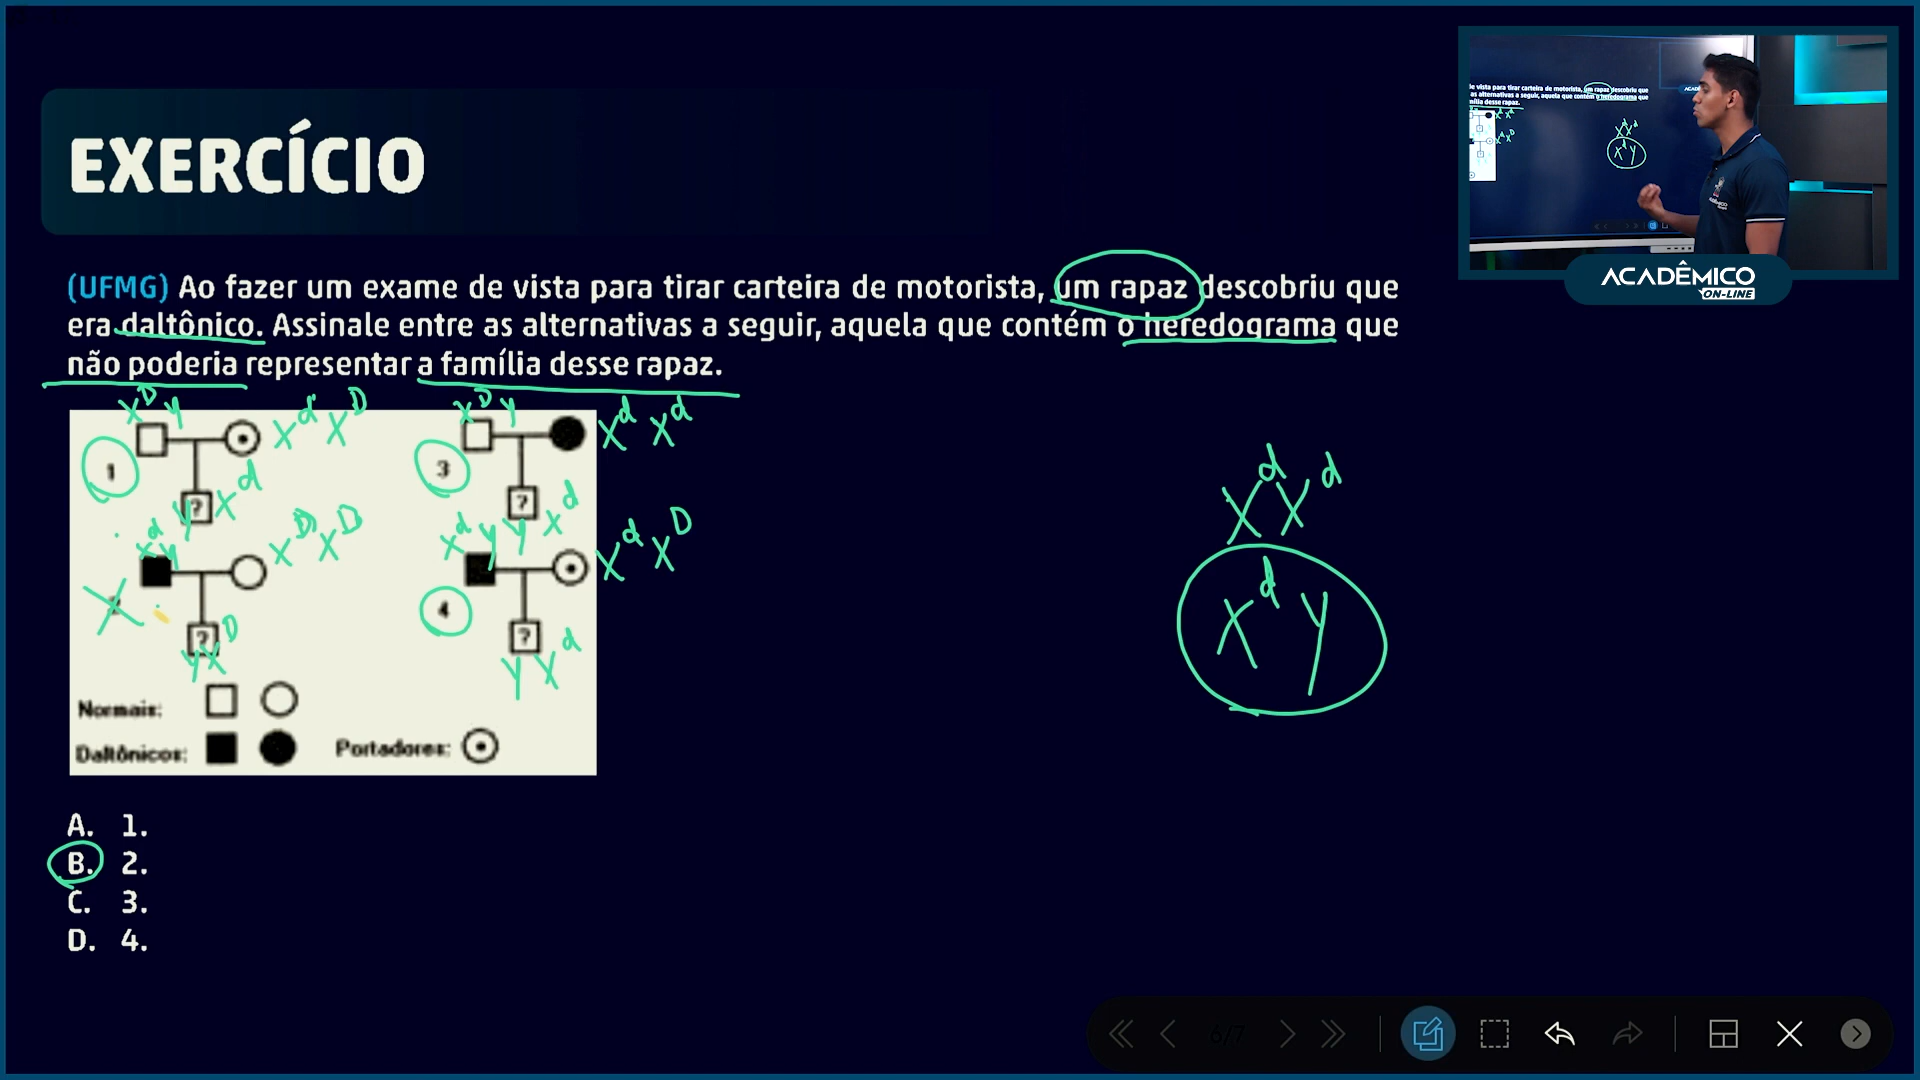 EXERCÍCIO
(UFMG) Ao fazer um exame de vista para tirar carteira de motorista, um rapaz descobriu que
era daltônico. Assinale entre as alternativas a seguir, aquela que contém o heredograma que
não poderia representar a família desse rapaz.
X^D Y X^d X^D X^D Y X^d X^d
1 3
? Y X^d ? Y X^d
X^d Y X^D X^D X^d Y X^d X^D
4
? Y X^D ? Y X^d
Normais:
Daltônicos: Portadores:
X^d X^d
X^d Y
A. 1.
B. 2.
C. 3.
D. 4.
ACADÊMICO
ON-LINE
6/7